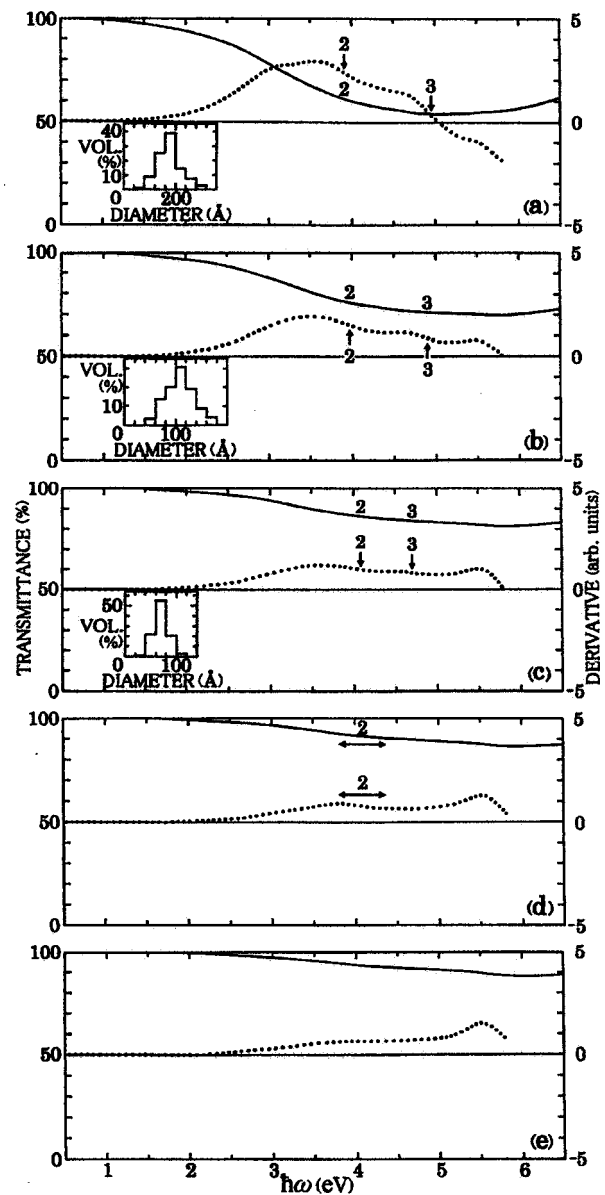 100 5
2
3
2
3
50 0
40
VOL.
(%)
10
0
200
DIAMETER (Å)
(a)
0 -5
100 5
2 3
50 0
2 3
VOL.
(%)
10
0
100
DIAMETER (Å)
(b)
0 -5
TRANSMITTANCE (%)
DERIVATIVE (arb. units)
100 5
2 3
2 3
50 0
50
VOL.
(%)
0
100
DIAMETER (Å)
(c)
0 -5
100 5
2
2
50 0
(d)
0 -5
100 5
50 0
(e)
0 -5
1 2 3 4 5 6
ħω (eV)